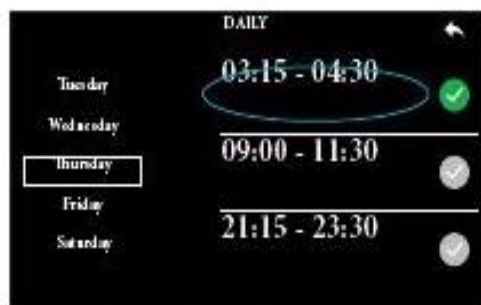 DAILY
Tuesday
Wednesday
Thursday
Friday
Saturday
03:15 - 04:30
09:00 - 11:30
21:15 - 23:30